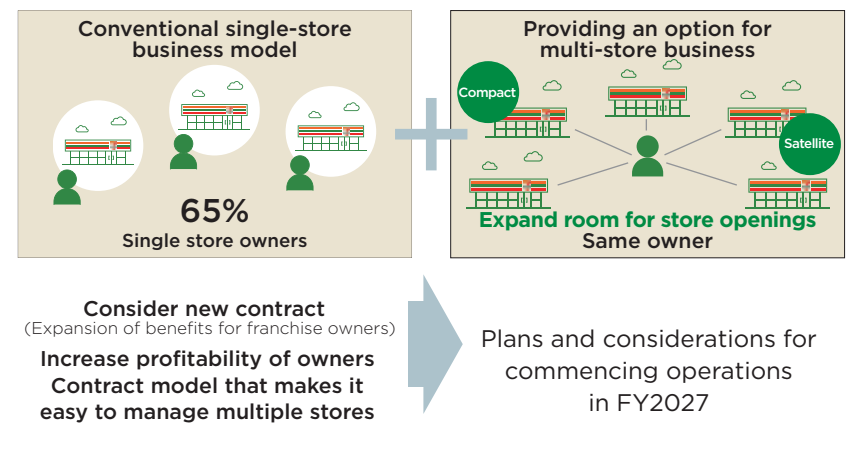 Conventional single-store
business model
65%
Single store owners
Providing an option for
multi-store business
Compact
Satellite
Expand room for store openings
Same owner
Consider new contract
(Expansion of benefits for franchise owners)
Increase profitability of owners
Contract model that makes it
easy to manage multiple stores
Plans and considerations for
commencing operations
in FY2027